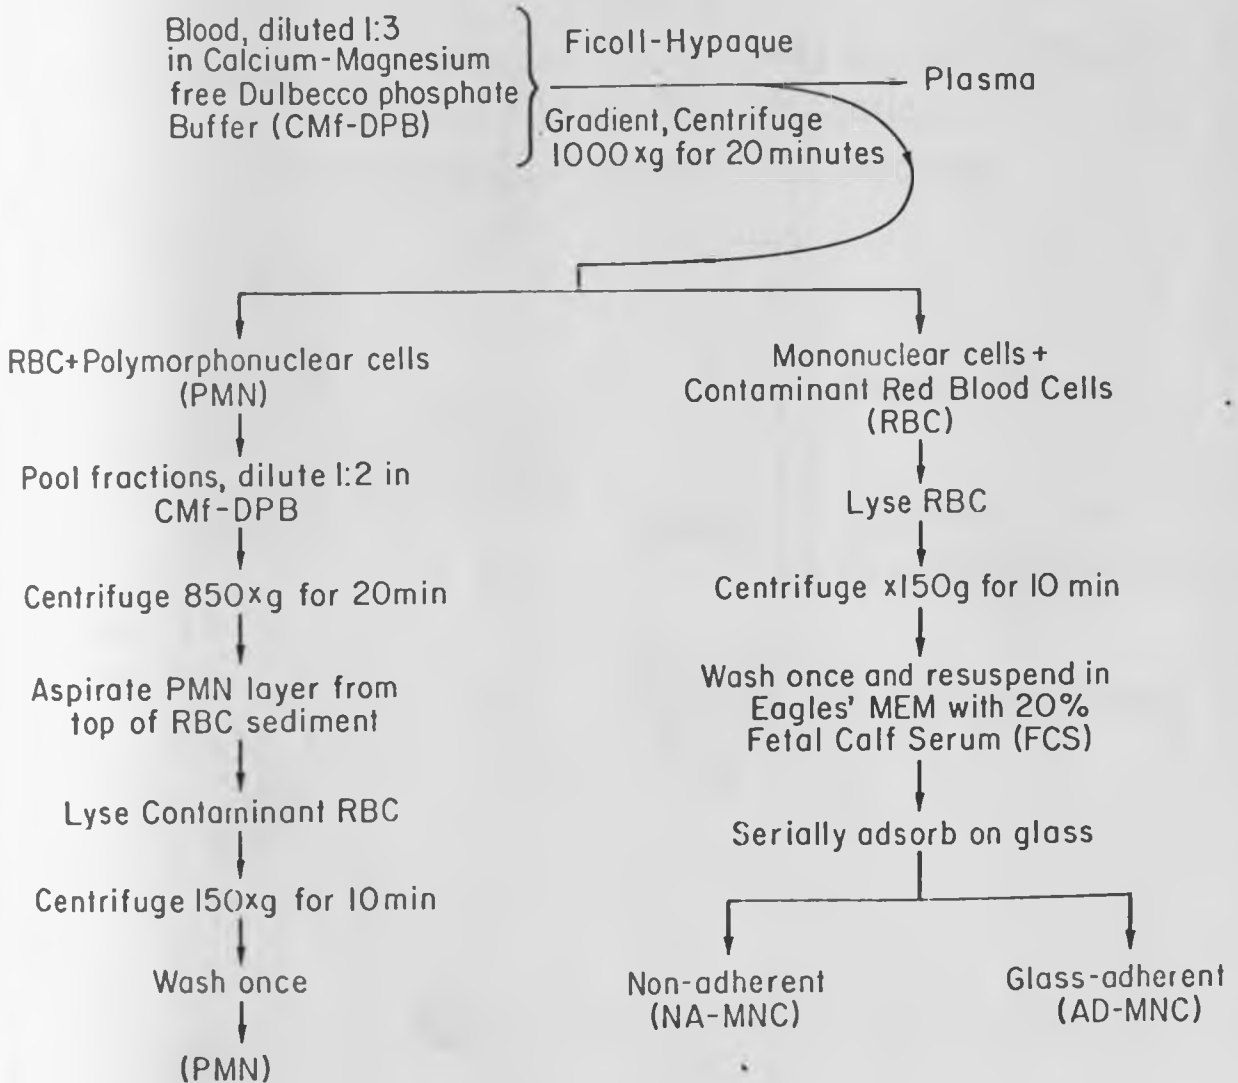 Blood, diluted 1:3
in Calcium-Magnesium
free Dulbecco phosphate
Buffer (CMf-DPB)
Ficoll-Hypaque
Gradient, Centrifuge
1000xg for 20 minutes
Plasma
RBC+Polymorphonuclear cells
(PMN)
Pool fractions, dilute 1:2 in
CMf-DPB
Centrifuge 850xg for 20min
Aspirate PMN layer from
top of RBC sediment
Lyse Contaminant RBC
Centrifuge 150xg for 10min
Wash once
(PMN)
Mononuclear cells +
Contaminant Red Blood Cells
(RBC)
Lyse RBC
Centrifuge x150g for 10 min
Wash once and resuspend in
Eagles' MEM with 20%
Fetal Calf Serum (FCS)
Serially adsorb on glass
Non-adherent
(NA-MNC)
Glass-adherent
(AD-MNC)